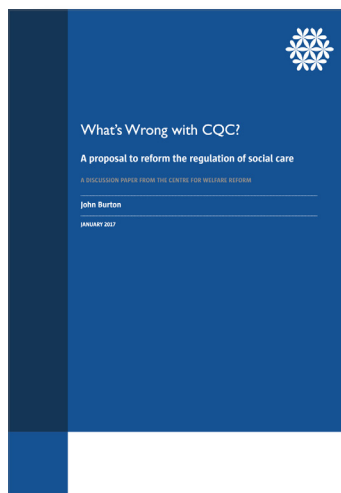 What's Wrong with CQC?
A proposal to reform the regulation of social care
A DISCUSSION PAPER FROM THE CENTRE FOR WELFARE REFORM
John Burton
JANUARY 2017